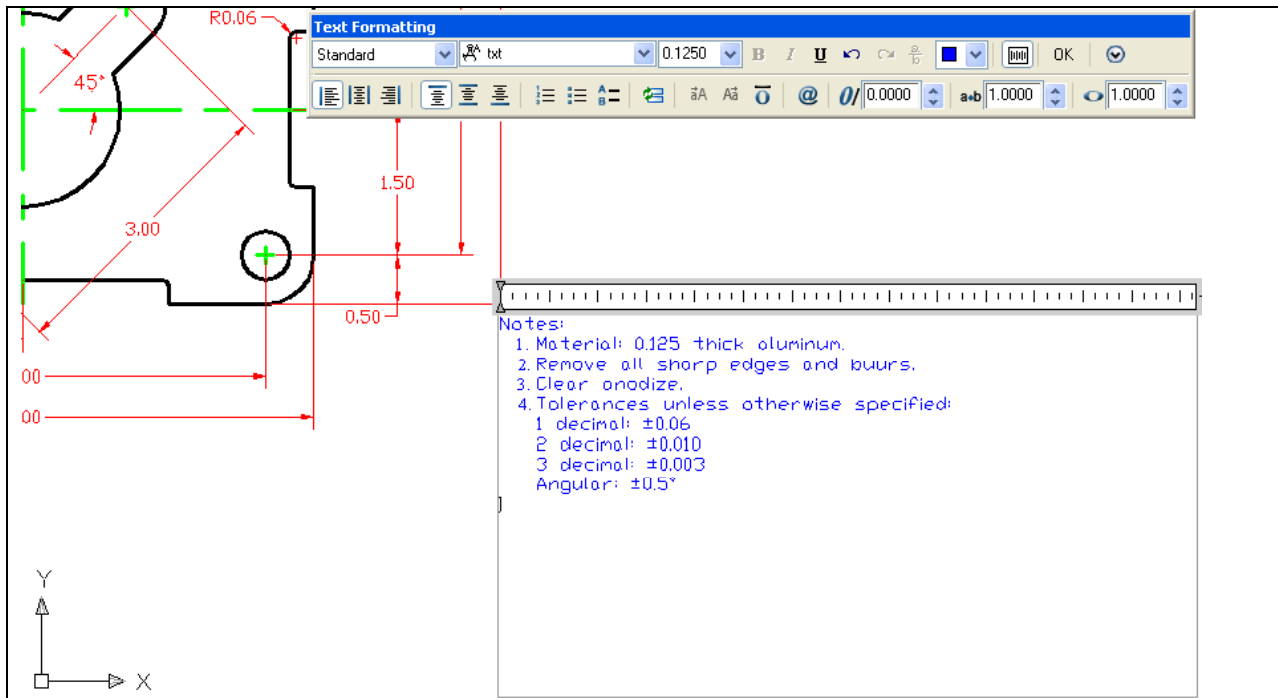 R0.06
Text Formatting
Standard
txt
0.1250
B I U
OK
45°
@
0/ 0.0000
a•b 1.0000
1.0000
1.50
3.00
0.50
Notes:
1. Material: 0.125 thick aluminum.
2. Remove all sharp edges and buurs.
3. Clear anodize.
4. Tolerances unless otherwise specified:
1 decimal: ±0.06
2 decimal: ±0.010
3 decimal: ±0.003
Angular: ±0.5°
00
00
Y
X